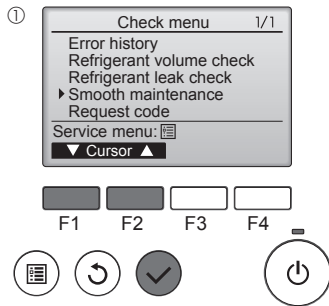 ①
Check menu 1/1
Error history
Refrigerant volume check
Refrigerant leak check
Smooth maintenance
Request code
Service menu:
▼ Cursor ▲
F1 F2 F3 F4